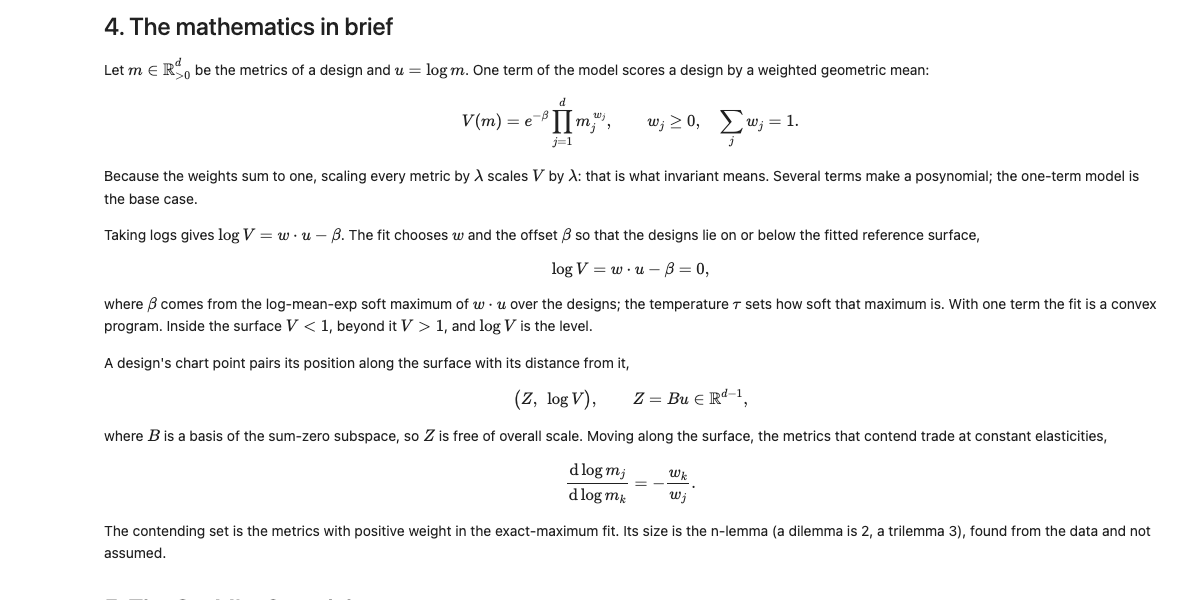 4. The mathematics in brief
Let m ∈ ℝ^d_{>0} be the metrics of a design and u = log m. One term of the model scores a design by a weighted geometric mean:
V(m) = e^{−β} ∏_{j=1}^{d} m_j^{w_j}, w_j ≥ 0, ∑_j w_j = 1.
Because the weights sum to one, scaling every metric by λ scales V by λ: that is what invariant means. Several terms make a posynomial; the one-term model is
the base case.
Taking logs gives log V = w · u − β. The fit chooses w and the offset β so that the designs lie on or below the fitted reference surface,
log V = w · u − β = 0,
where β comes from the log-mean-exp soft maximum of w · u over the designs; the temperature τ sets how soft that maximum is. With one term the fit is a convex
program. Inside the surface V < 1, beyond it V > 1, and log V is the level.
A design's chart point pairs its position along the surface with its distance from it,
(Z, log V), Z = Bu ∈ ℝ^{d−1},
where B is a basis of the sum-zero subspace, so Z is free of overall scale. Moving along the surface, the metrics that contend trade at constant elasticities,
d log m_j / d log m_k = − w_k / w_j.
The contending set is the metrics with positive weight in the exact-maximum fit. Its size is the n-lemma (a dilemma is 2, a trilemma 3), found from the data and not
assumed.